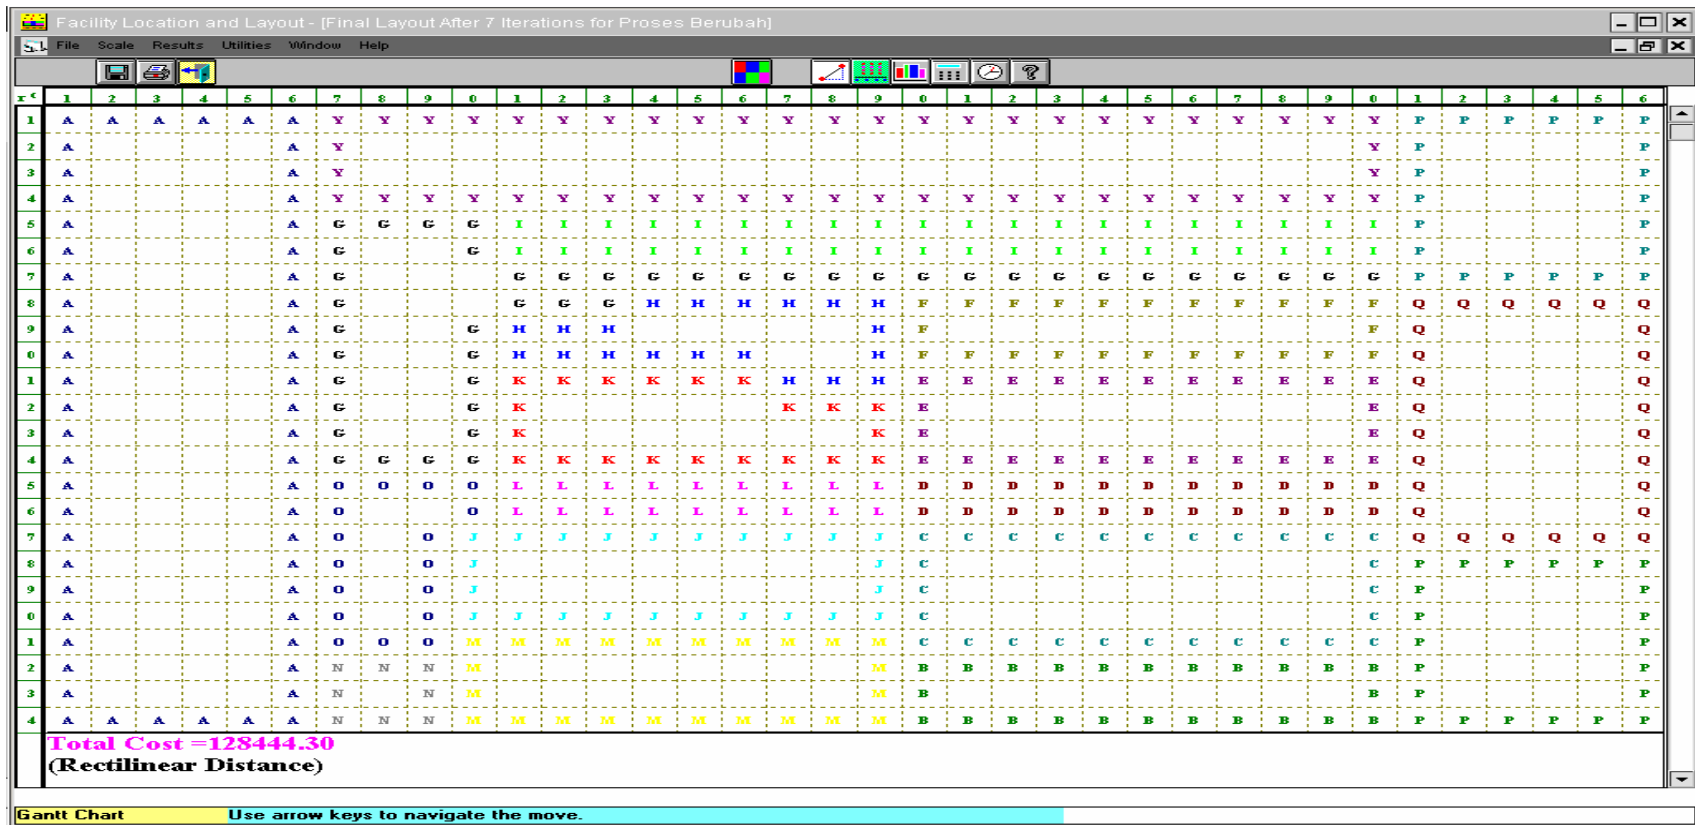 Facility Location and Layout - [Final Layout After 7 Iterations for Proses Berubah]
File Scale Results Utilities Window Help
r c 1 2 3 4 5 6 7 8 9 0 1 2 3 4 5 6 7 8 9 0 1 2 3 4 5 6 7 8 9 0 1 2 3 4 5 6
1 A A A A A A Y Y Y Y Y Y Y Y Y Y Y Y Y Y Y Y Y Y Y Y Y Y Y Y P P P P P P
2 A A Y Y P P
3 A A Y Y P P
4 A A Y Y Y Y Y Y Y Y Y Y Y Y Y Y Y Y Y Y Y Y Y Y Y Y P P
5 A A G G G G I I I I I I I I I I I I I I I I I I I I P P
6 A A G G I I I I I I I I I I I I I I I I I I I I P P
7 A A G G G G G G G G G G G G G G G G G G G G G P P P P P P
8 A A G G G G H H H H H H F F F F F F F F F F F Q Q Q Q Q Q
9 A A G G H H H H F F Q Q
0 A A G G H H H H H H H F F F F F F F F F F F Q Q
1 A A G G K K K K K K H H H E E E E E E E E E E E Q Q
2 A A G G K K K K E E Q Q
3 A A G G K K E E Q Q
4 A A G G G G K K K K K K K K K E E E E E E E E E E E Q Q
5 A A O O O O L L L L L L L L L D D D D D D D D D D D Q Q
6 A A O O L L L L L L L L L D D D D D D D D D D D Q Q
7 A A O O J J J J J J J J J J C C C C C C C C C C C Q Q Q Q Q Q
8 A A O O J J C C P P P P P P
9 A A O O J J C C P P
0 A A O O J J J J J J J J J J C C P P
1 A A O O O M M M M M M M M M M C C C C C C C C C C C P P
2 A A N N N M M B B B B B B B B B B B P P
3 A A N N M M B B P P
4 A A A A A A N N N M M M M M M M M M M B B B B B B B B B B B P P P P P P
Total Cost =128444.30
(Rectilinear Distance)
Gantt Chart Use arrow keys to navigate the move.